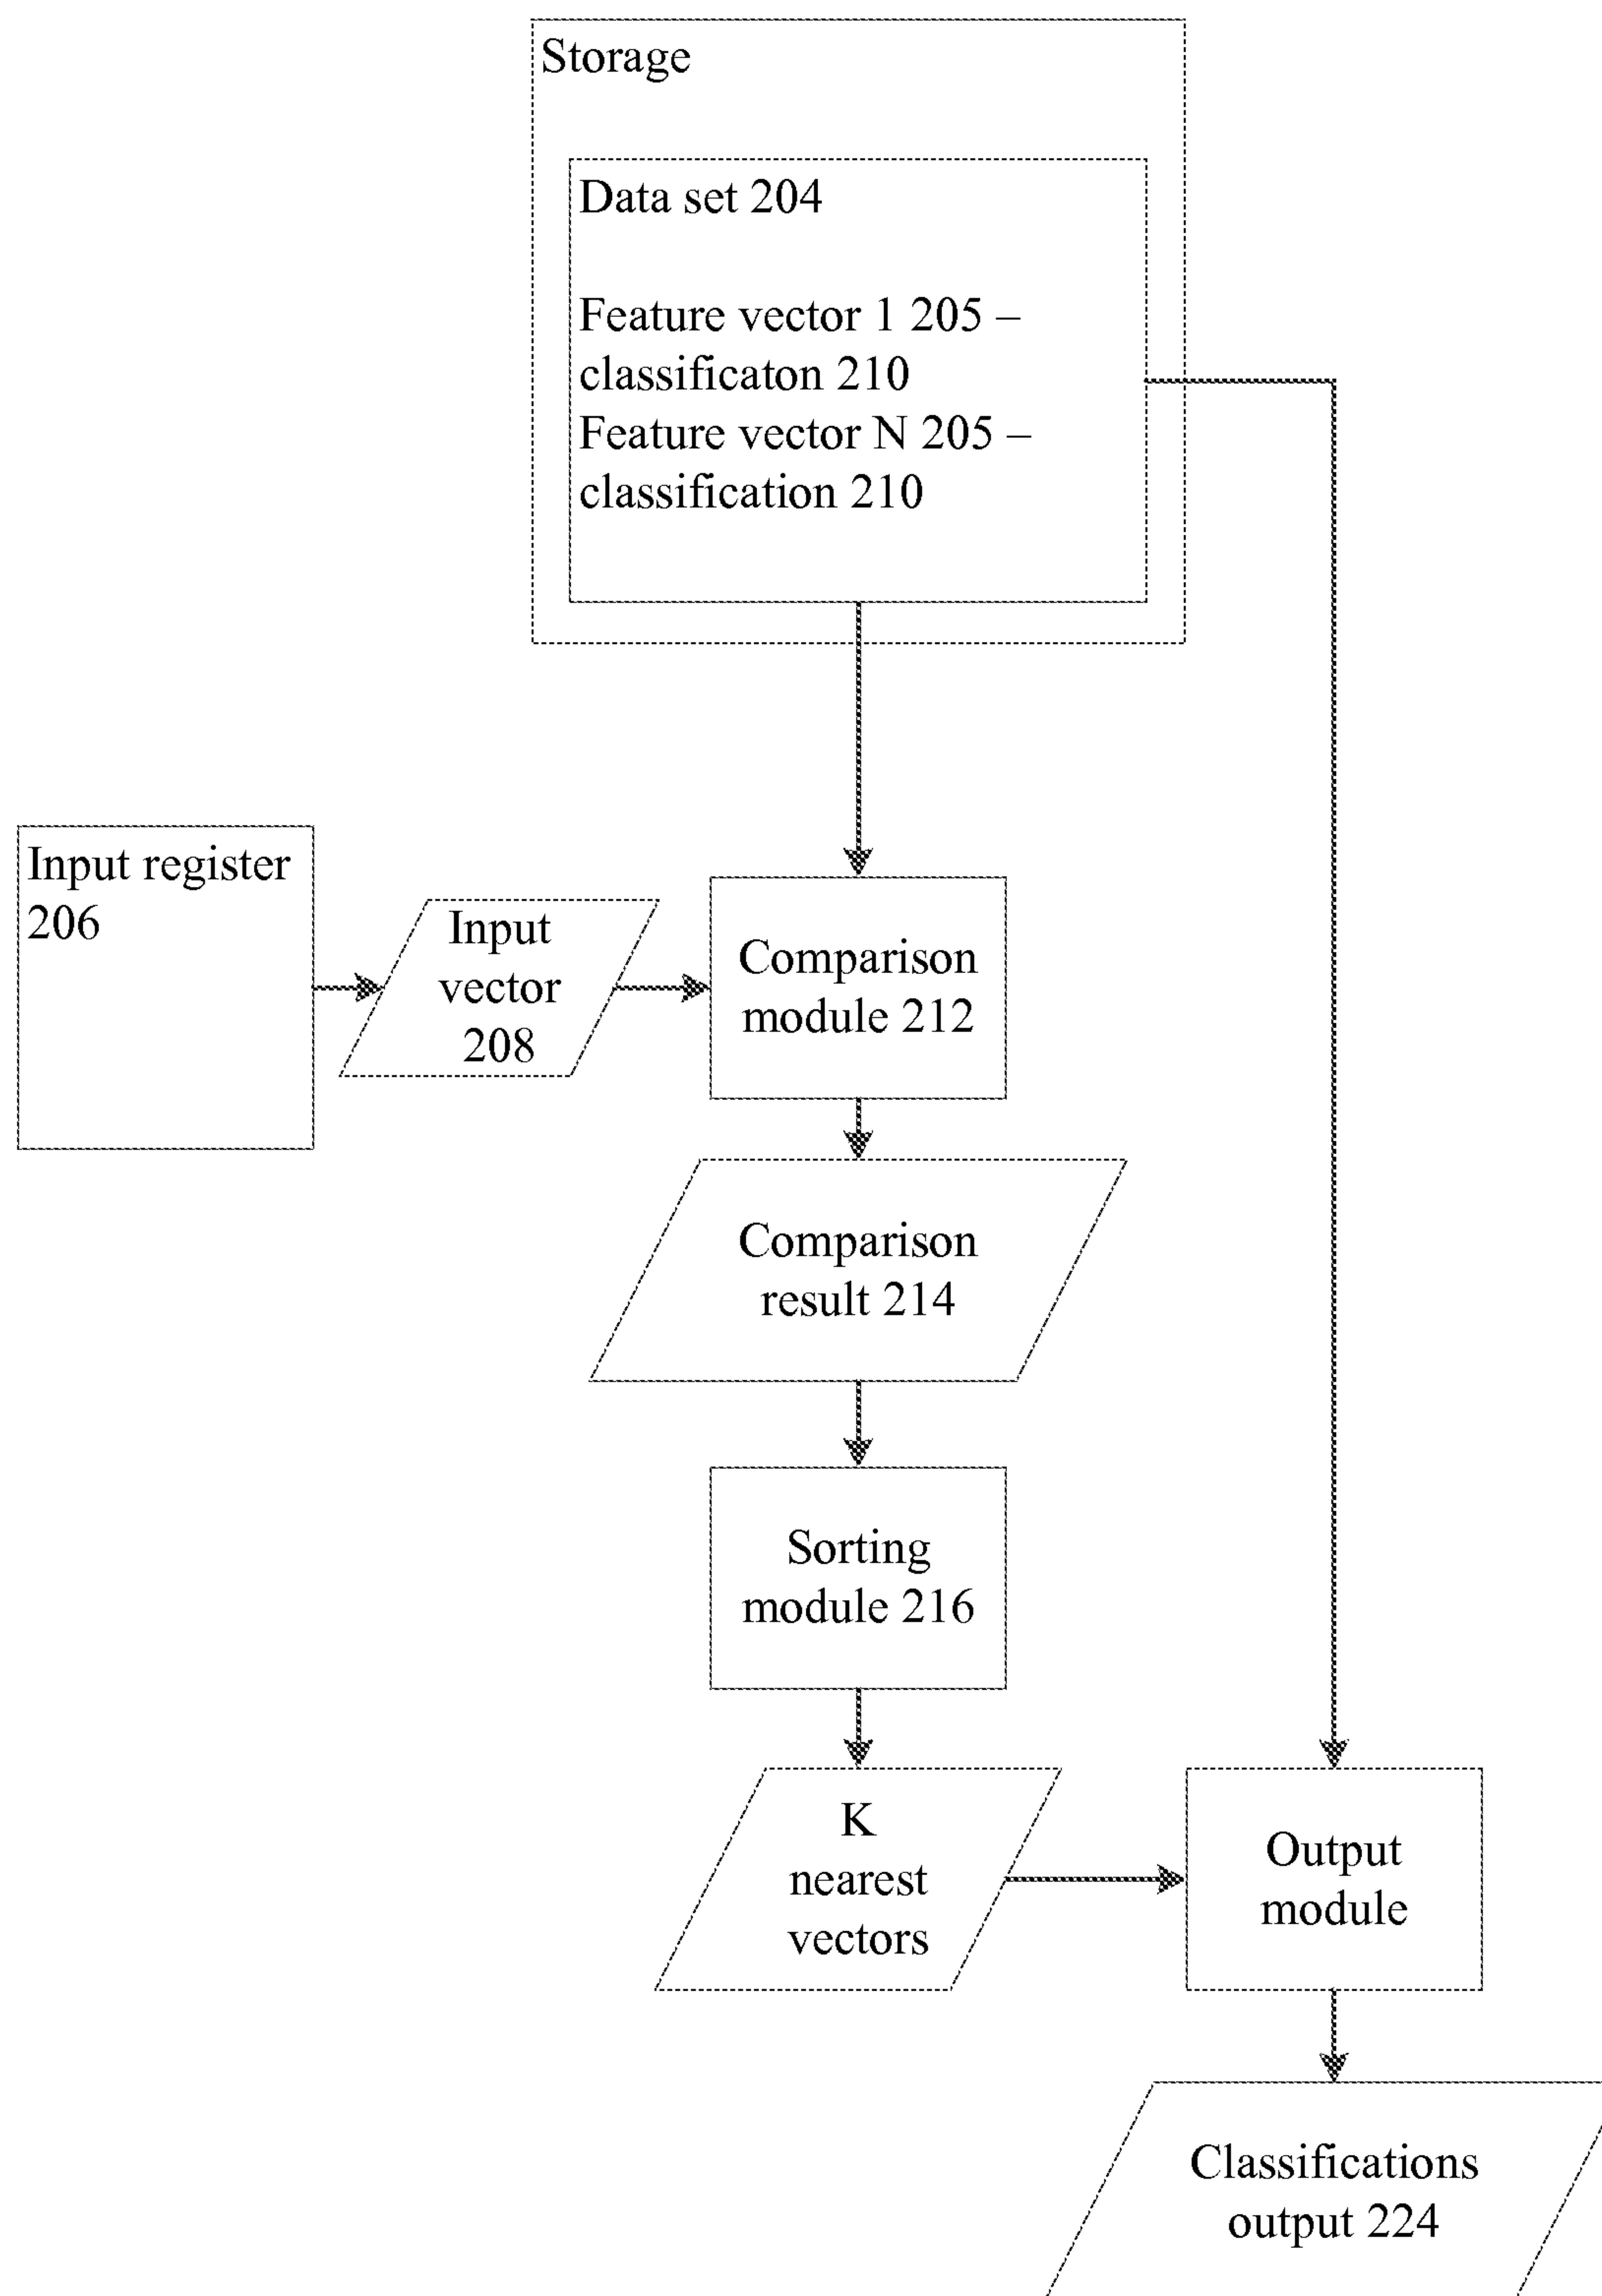 Storage
Data set 204
Feature vector 1 205 –
classificaton 210
Feature vector N 205 –
classification 210
Input register
206
Input
vector
208
Comparison
module 212
Comparison
result 214
Sorting
module 216
K
nearest
vectors
Output
module
Classifications
output 224